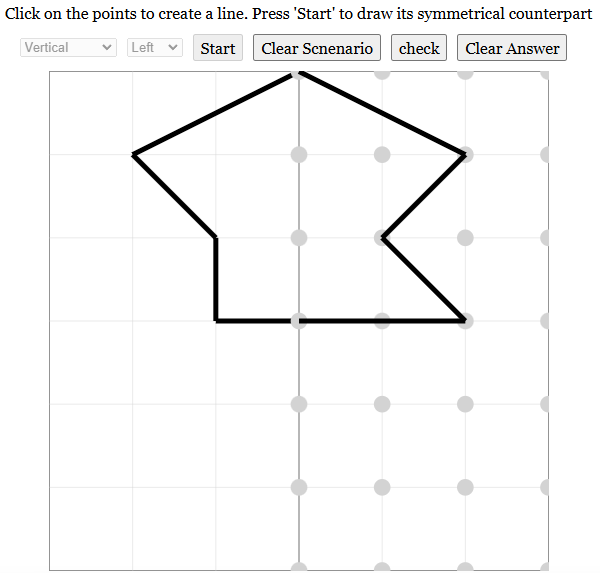 Click on the points to create a line. Press 'Start' to draw its symmetrical counterpart
Vertical Left Start Clear Scnenario check Clear Answer